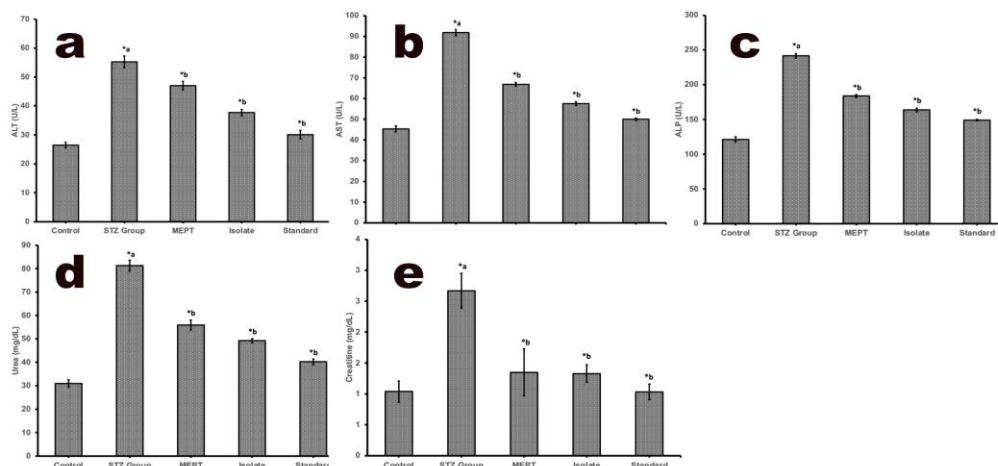 a
ALT (U/L)
70
60
50
40
30
20
10
0
*a
*b
*b
*b
Control STZ Group MEPT Isolate Standard
b
AST (U/L)
100
90
80
70
60
50
40
30
20
10
0
*a
*b
*b
*b
c
ALP (U/L)
300
250
200
150
100
50
0
*a
*b
*b
*b
Control STZ Group MEPT Isolate Standard
d
Urea (mg/dL)
90
80
70
60
50
40
30
20
10
0
*a
*b
*b
*b
Control STZ Group MEPT Isolate Standard
e
Creatitine (mg/dL)
4
3
3
2
2
1
1
0
*a
*b
*b
*b
Control STZ Group MEPT Isolate Standard